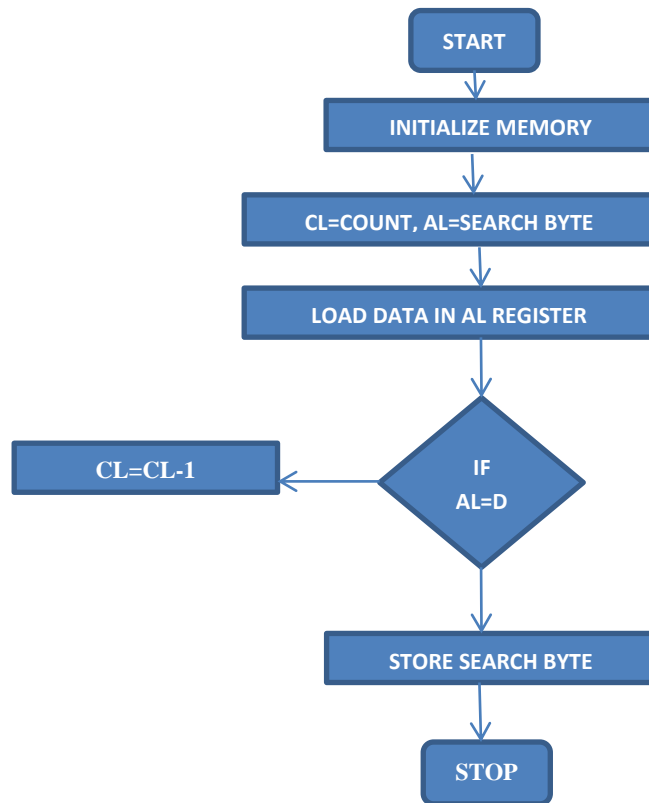 START
INITIALIZE MEMORY
CL=COUNT, AL=SEARCH BYTE
LOAD DATA IN AL REGISTER
CL=CL-1
IF
AL=D
STORE SEARCH BYTE
STOP